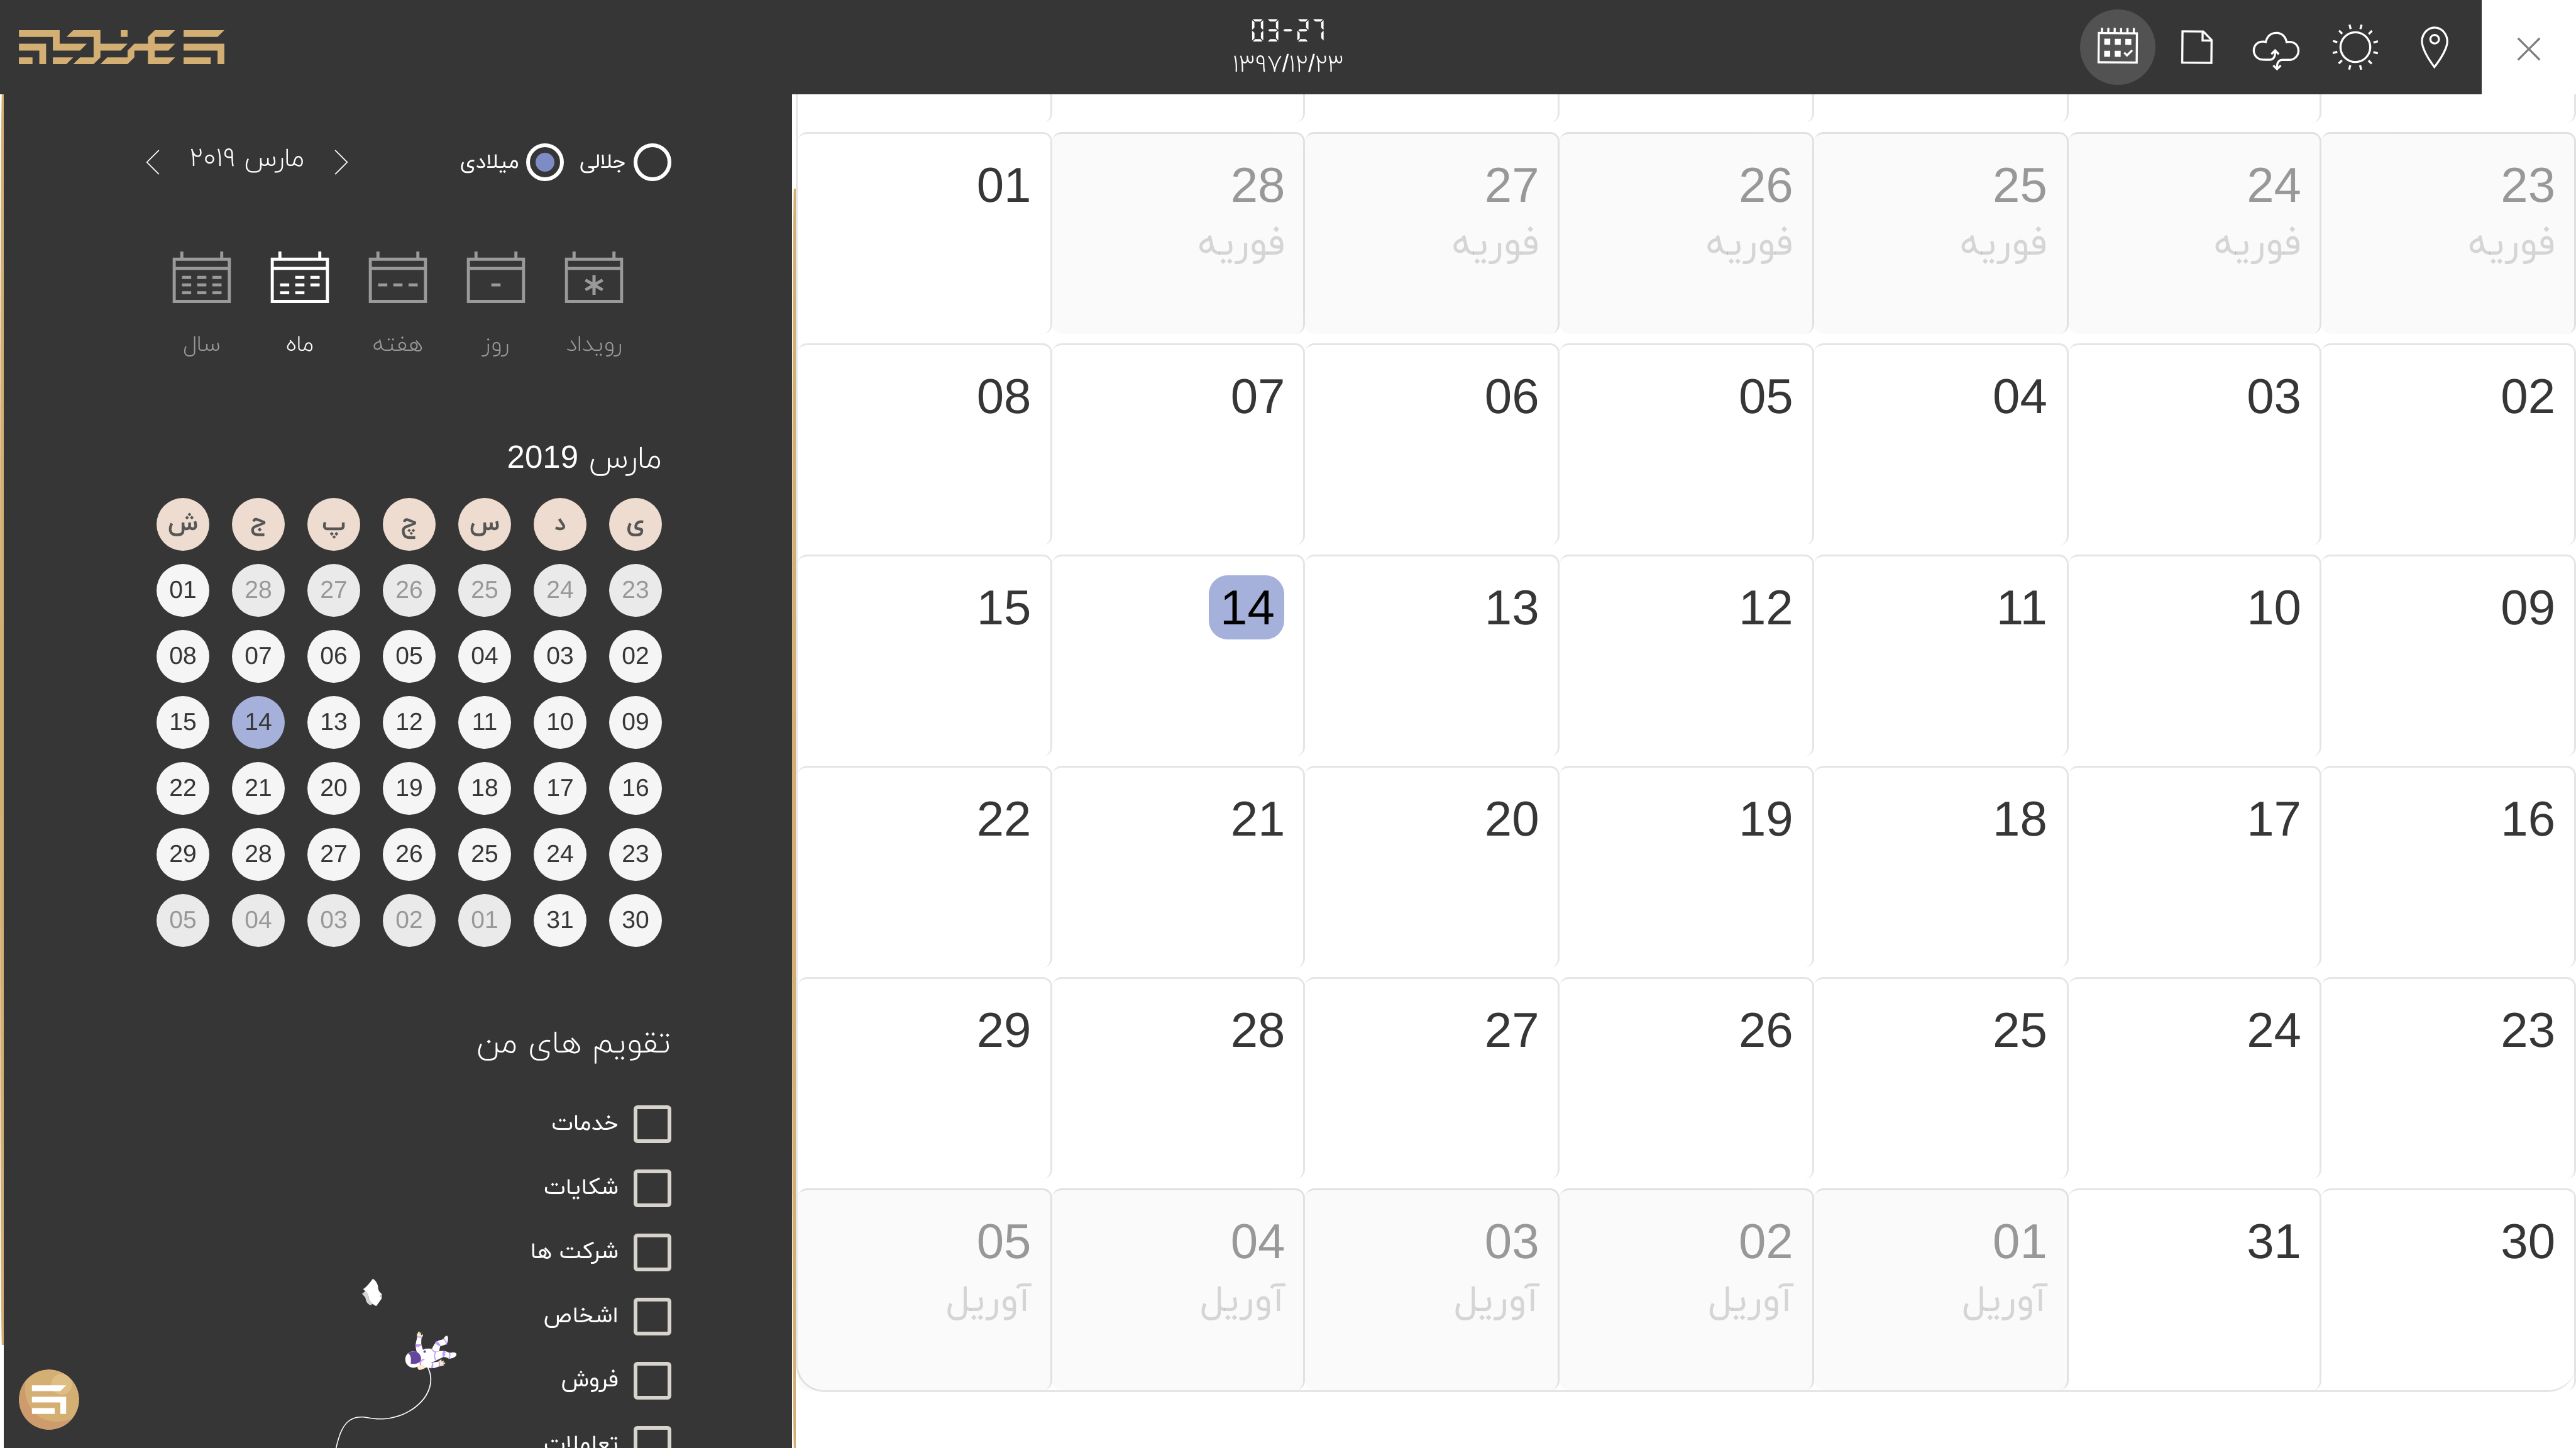 03-27
۱۳۹۷/۱۲/۲۳
جلالی میلادی
مارس ۲۰۱۹
رویداد روز هفته ماه سال
مارس 2019
ی د س چ پ ج ش
23 24 25 26 27 28 01
02 03 04 05 06 07 08
09 10 11 12 13 14 15
16 17 18 19 20 21 22
23 24 25 26 27 28 29
30 31 01 02 03 04 05
تقویم های من
خدمات
شکایات
شرکت ها
اشخاص
فروش
تعاملات
23 24 25 26 27 28 01
فوریه فوریه فوریه فوریه فوریه فوریه
02 03 04 05 06 07 08
09 10 11 12 13 14 15
16 17 18 19 20 21 22
23 24 25 26 27 28 29
30 31 01 02 03 04 05
آوریل آوریل آوریل آوریل آوریل